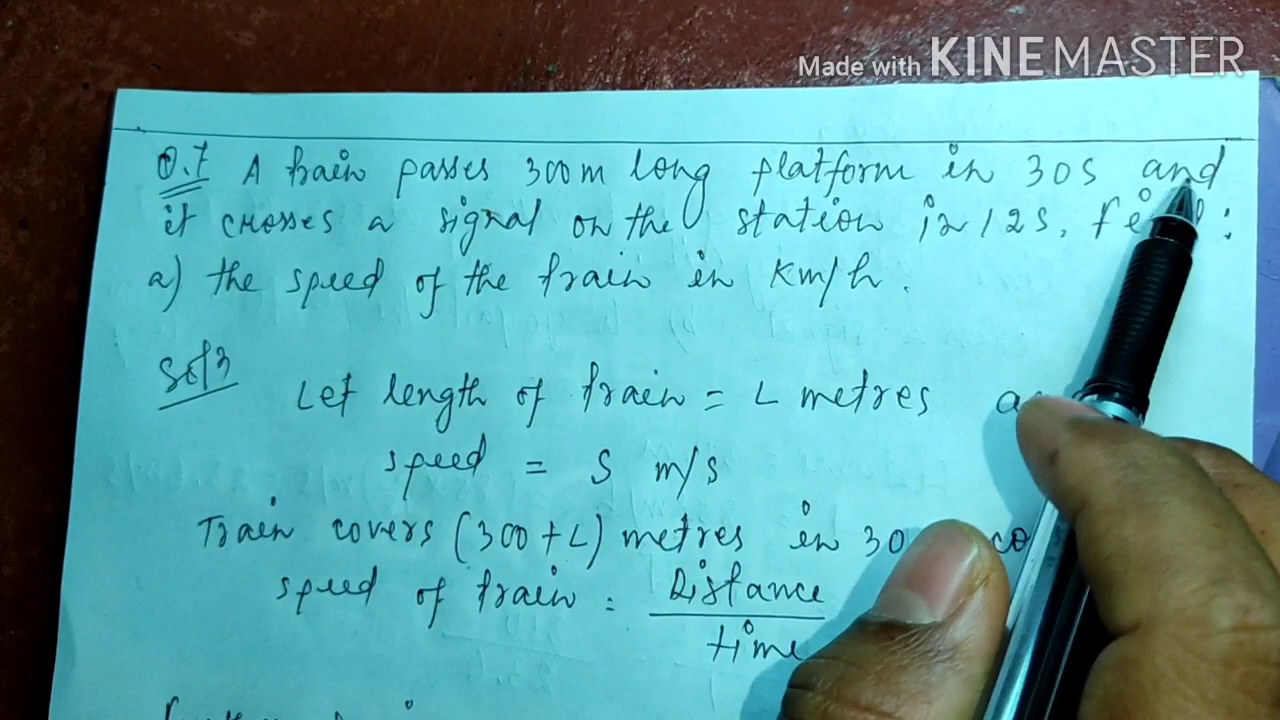 Made with KINEMASTER
Q.7 A train passes 300m long platform in 30s and
it crosses a signal on the station in 12s,
a) the speed of the train in Km/h.
Soln
Let length of train = L metres
speed = S m/s
Train covers (300+L) metres in 30
speed of train = Distance
time